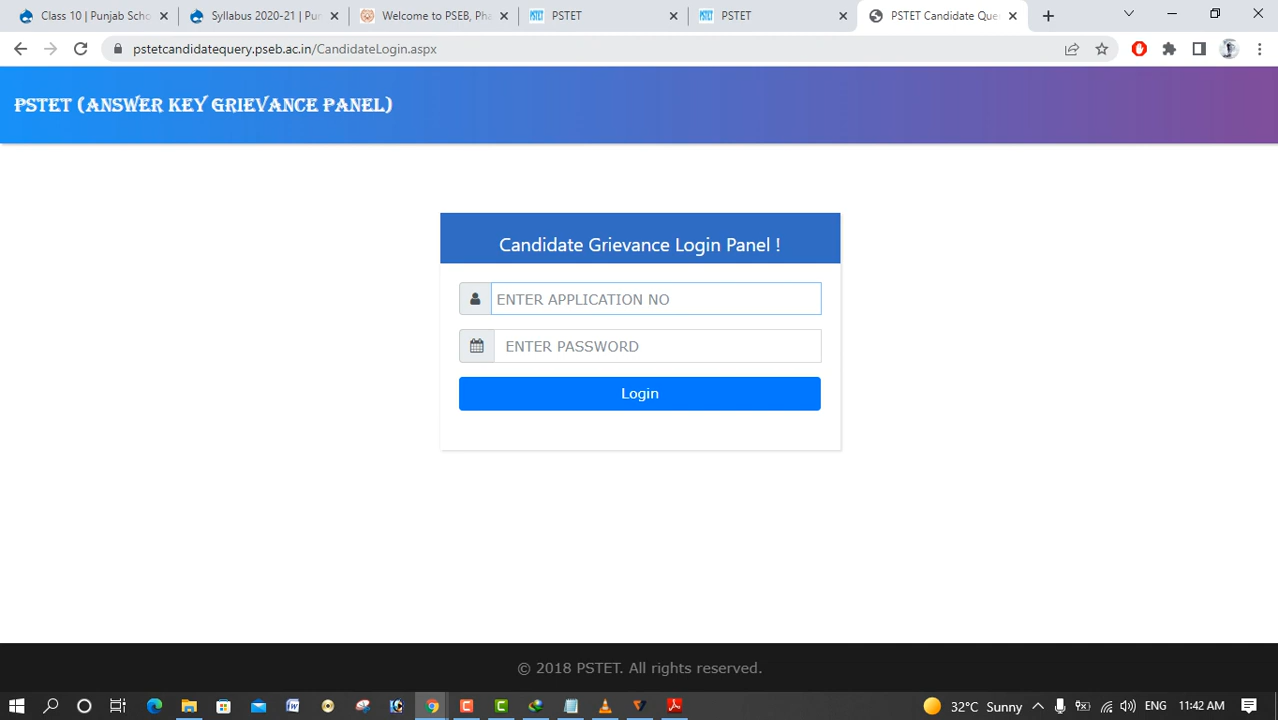 Class 10 | Punjab Scho
Syllabus 2020-21 | Pun
Welcome to PSEB, Pha
PSTET
PSTET
PSTET Candidate Que
pstetcandidatequery.pseb.ac.in/CandidateLogin.aspx
PSTET (ANSWER KEY GRIEVANCE PANEL)
Candidate Grievance Login Panel !
ENTER APPLICATION NO
ENTER PASSWORD
Login
© 2018 PSTET. All rights reserved.
32°C Sunny ENG 11:42 AM